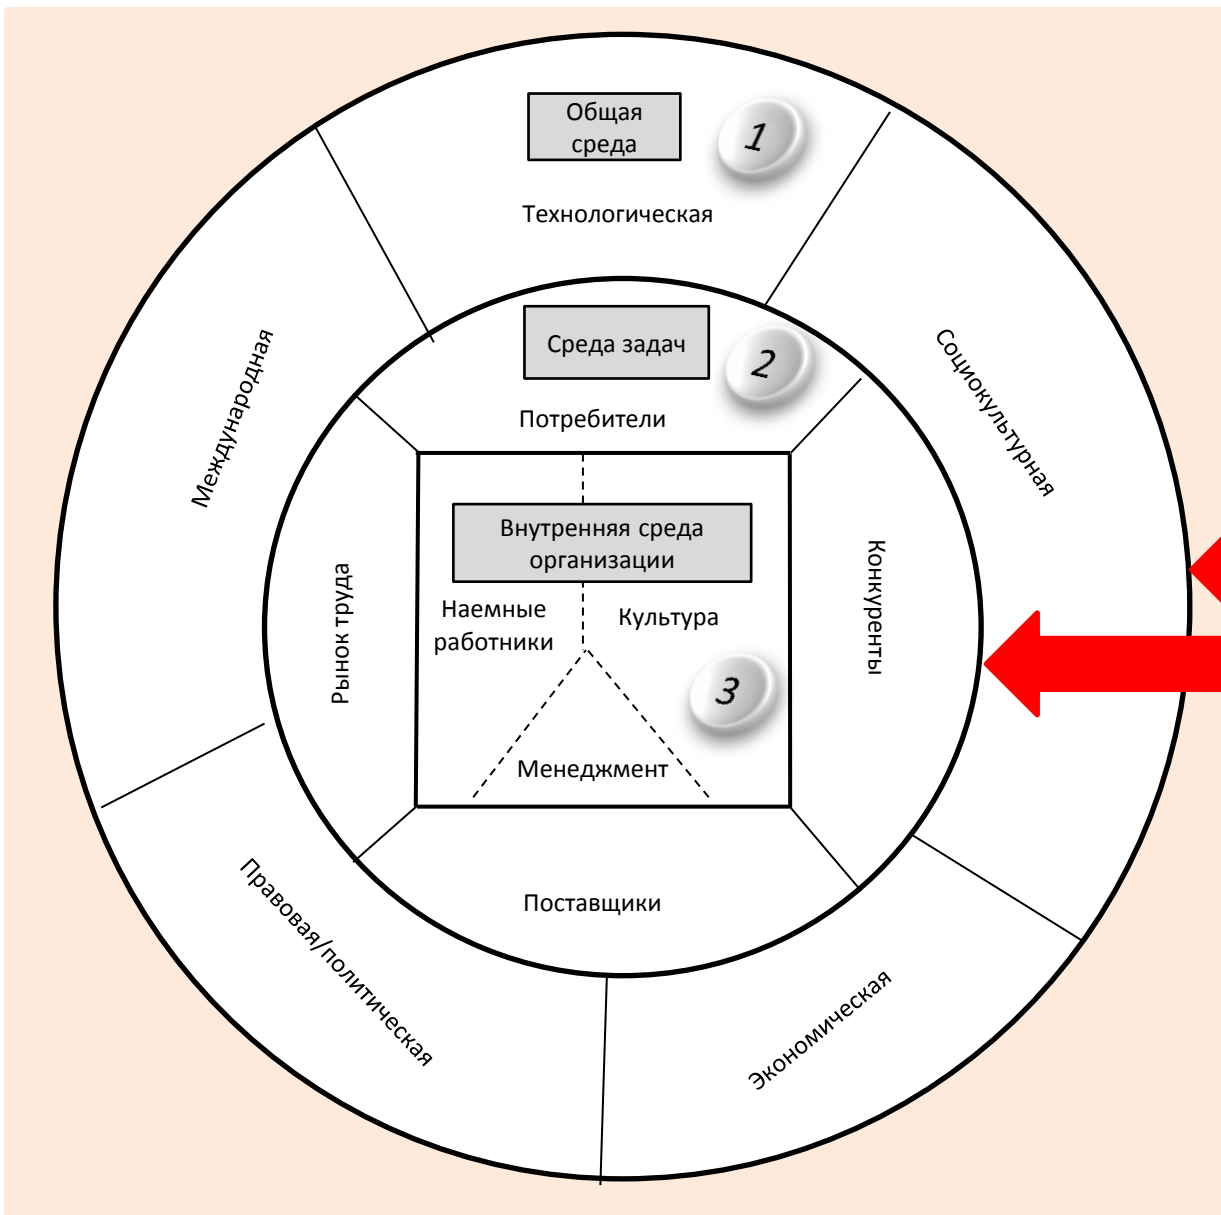 Общая
среда
1
Технологическая
Среда задач
2
Потребители
Международная
Социокультурная
Внутренняя среда
организации
Наемные
работники
Культура
Рынок труда
Конкуренты
3
Менеджмент
Поставщики
Правовая/политическая
Экономическая